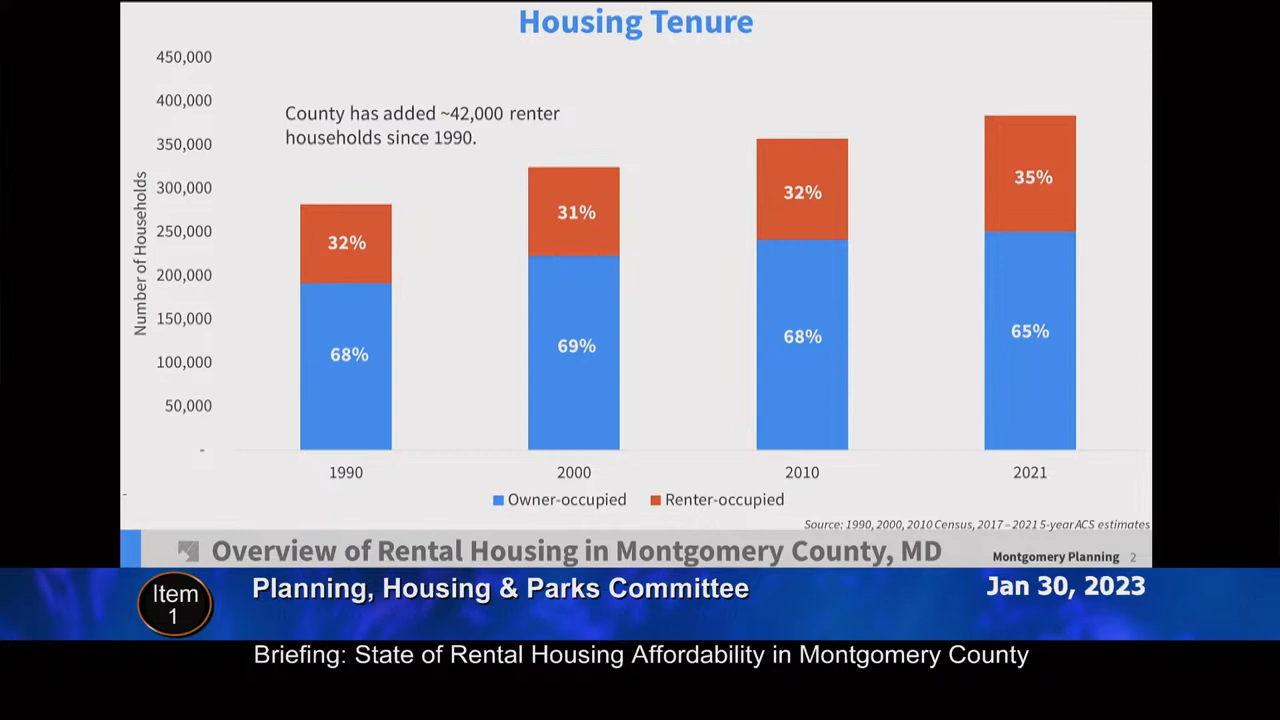 Housing Tenure
450,000
400,000
350,000
300,000
250,000
200,000
150,000
100,000
50,000
-
Number of Households
County has added ~42,000 renter
households since 1990.
32%
68%
31%
69%
32%
68%
35%
65%
1990
2000
2010
2021
Owner-occupied
Renter-occupied
Source: 1990, 2000, 2010 Census, 2017 – 2021 5-year ACS estimates
Overview of Rental Housing in Montgomery County, MD
Montgomery Planning 2
Item
1
Planning, Housing & Parks Committee
Jan 30, 2023
Briefing: State of Rental Housing Affordability in Montgomery County